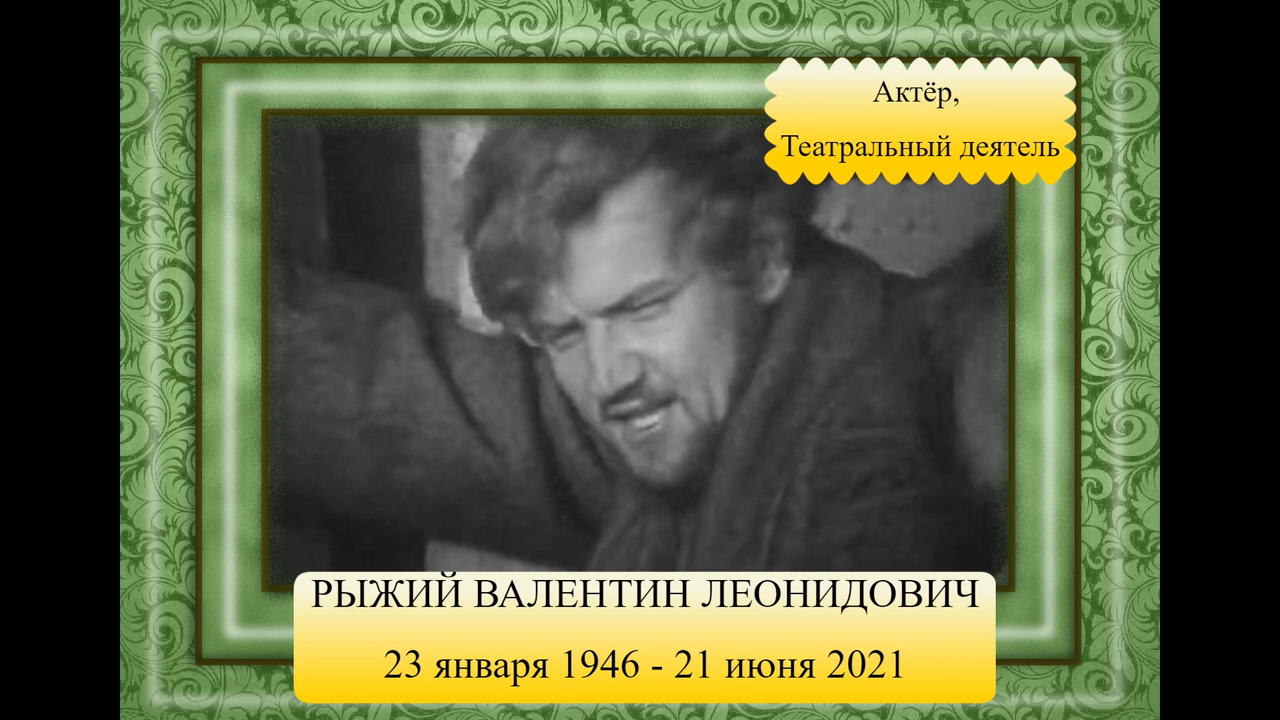 Актёр,
Театральный деятель
РЫЖИЙ ВАЛЕНТИН ЛЕОНИДОВИЧ
23 января 1946 - 21 июня 2021